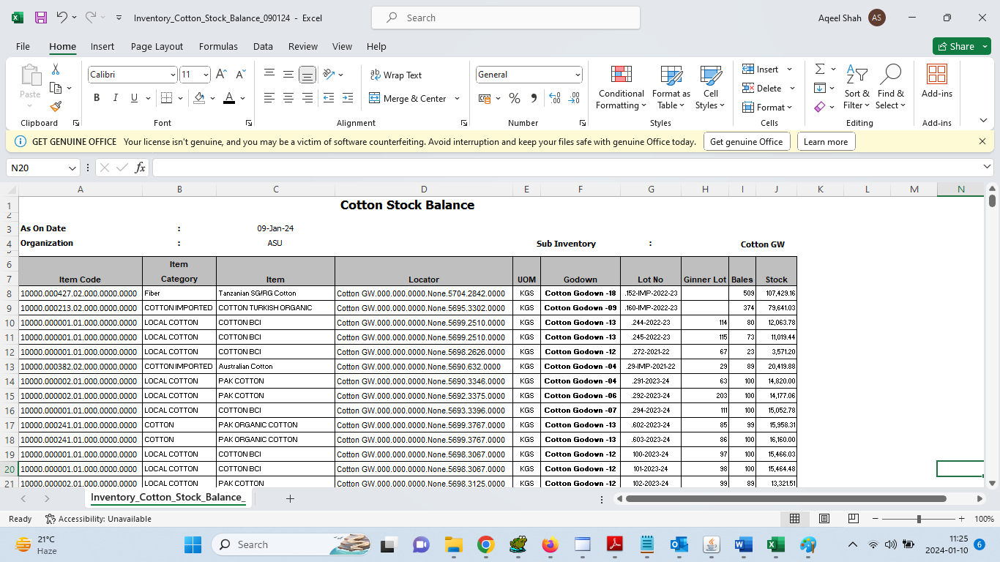 Inventory_Cotton_Stock_Balance_090124 - Excel Search Aqeel Shah AS
File Home Insert Page Layout Formulas Data Review View Help Share
Paste Calibri 11 ab Wrap Text General Conditional Formatting Format as Table Cell Styles Insert Delete Format Sort & Filter Find & Select Add-ins
B I U A Merge & Center %
Clipboard Font Alignment Number Styles Cells Editing Add-ins
GET GENUINE OFFICE Your license isn't genuine, and you may be a victim of software counterfeiting. Avoid interruption and keep your files safe with genuine Office today. Get genuine Office Learn more
N20 fx
A B C D E F G H I J K L M N
1 Cotton Stock Balance
2
3 As On Date : 09-Jan-24
4 Organization : ASU Sub Inventory : Cotton GW
6 Item
7 Item Code Category Item Locator UOM Godown Lot No Ginner Lot Bales Stock
8 10000.000427.02.000.0000.0000 Fiber Tanzanian SG/RG Cotton Cotton GW.000.000.0000.None.5704.2842.0000 KGS Cotton Godown -18 .152-IMP-2022-23 509 107,429.16
9 10000.000213.02.000.0000.0000 COTTON IMPORTED COTTON TURKISH ORGANIC Cotton GW.000.000.0000.None.5695.3302.0000 KGS Cotton Godown -09 .160-IMP-2022-23 374 79,641.03
10 10000.000001.01.000.0000.0000 LOCAL COTTON COTTON BCI Cotton GW.000.000.0000.None.5699.2510.0000 KGS Cotton Godown -13 .244-2022-23 114 80 12,063.78
11 10000.000001.01.000.0000.0000 LOCAL COTTON COTTON BCI Cotton GW.000.000.0000.None.5699.2510.0000 KGS Cotton Godown -13 .245-2022-23 115 73 11,019.44
12 10000.000001.01.000.0000.0000 LOCAL COTTON COTTON BCI Cotton GW.000.000.0000.None.5698.2626.0000 KGS Cotton Godown -12 .272-2021-22 67 23 3,571.20
13 10000.000382.02.000.0000.0000 COTTON IMPORTED Australian Cotton Cotton GW.000.000.0000.None.5690.632.0000 KGS Cotton Godown -04 .29-IMP-2021-22 29 89 20,419.88
14 10000.000002.01.000.0000.0000 LOCAL COTTON PAK COTTON Cotton GW.000.000.0000.None.5690.3346.0000 KGS Cotton Godown -04 .291-2023-24 63 100 14,820.00
15 10000.000002.01.000.0000.0000 LOCAL COTTON PAK COTTON Cotton GW.000.000.0000.None.5692.3375.0000 KGS Cotton Godown -06 .292-2023-24 203 100 14,177.06
16 10000.000001.01.000.0000.0000 LOCAL COTTON COTTON BCI Cotton GW.000.000.0000.None.5693.3396.0000 KGS Cotton Godown -07 .294-2023-24 111 100 15,052.78
17 10000.000241.01.000.0000.0000 COTTON PAK ORGANIC COTTON Cotton GW.000.000.0000.None.5699.3767.0000 KGS Cotton Godown -13 .602-2023-24 85 99 15,958.31
18 10000.000241.01.000.0000.0000 COTTON PAK ORGANIC COTTON Cotton GW.000.000.0000.None.5699.3767.0000 KGS Cotton Godown -13 .603-2023-24 86 100 16,160.00
19 10000.000001.01.000.0000.0000 LOCAL COTTON COTTON BCI Cotton GW.000.000.0000.None.5698.3067.0000 KGS Cotton Godown -12 100-2023-24 97 100 15,466.03
20 10000.000001.01.000.0000.0000 LOCAL COTTON COTTON BCI Cotton GW.000.000.0000.None.5698.3067.0000 KGS Cotton Godown -12 101-2023-24 98 100 15,464.48
21 10000.000002.01.000.0000.0000 LOCAL COTTON PAK COTTON Cotton GW.000.000.0000.None.5698.3125.0000 KGS Cotton Godown -12 102-2023-24 99 89 13,321.51
Inventory_Cotton_Stock_Balance_
Ready Accessibility: Unavailable 100%
21°C
Haze
Search
11:25
2024-01-10
6